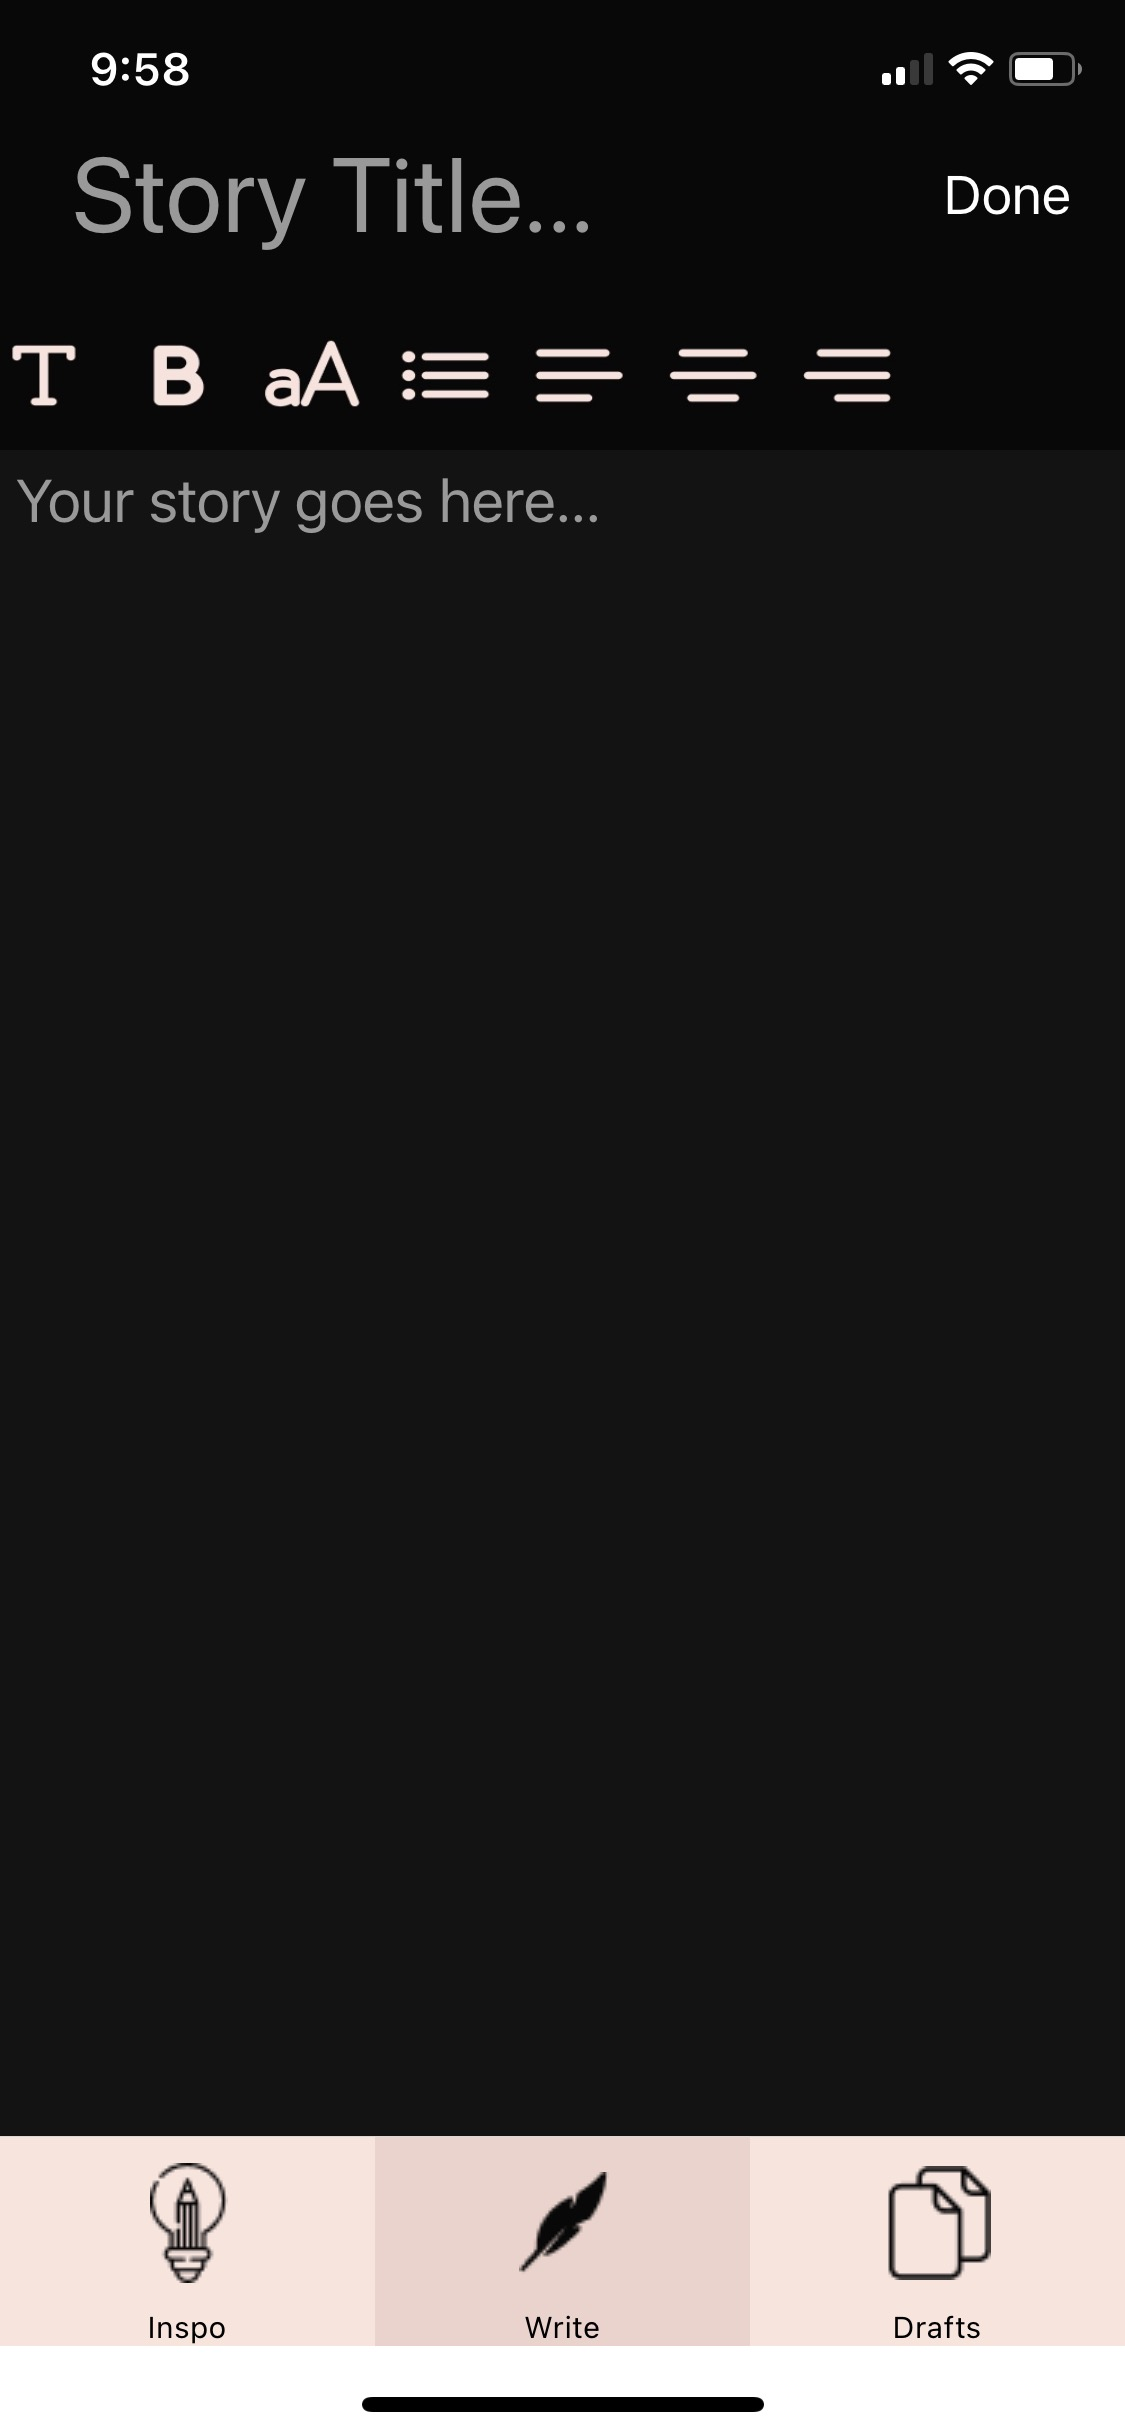 9:58
Story Title...
Done
T B aA
Your story goes here...
Inspo
Write
Drafts